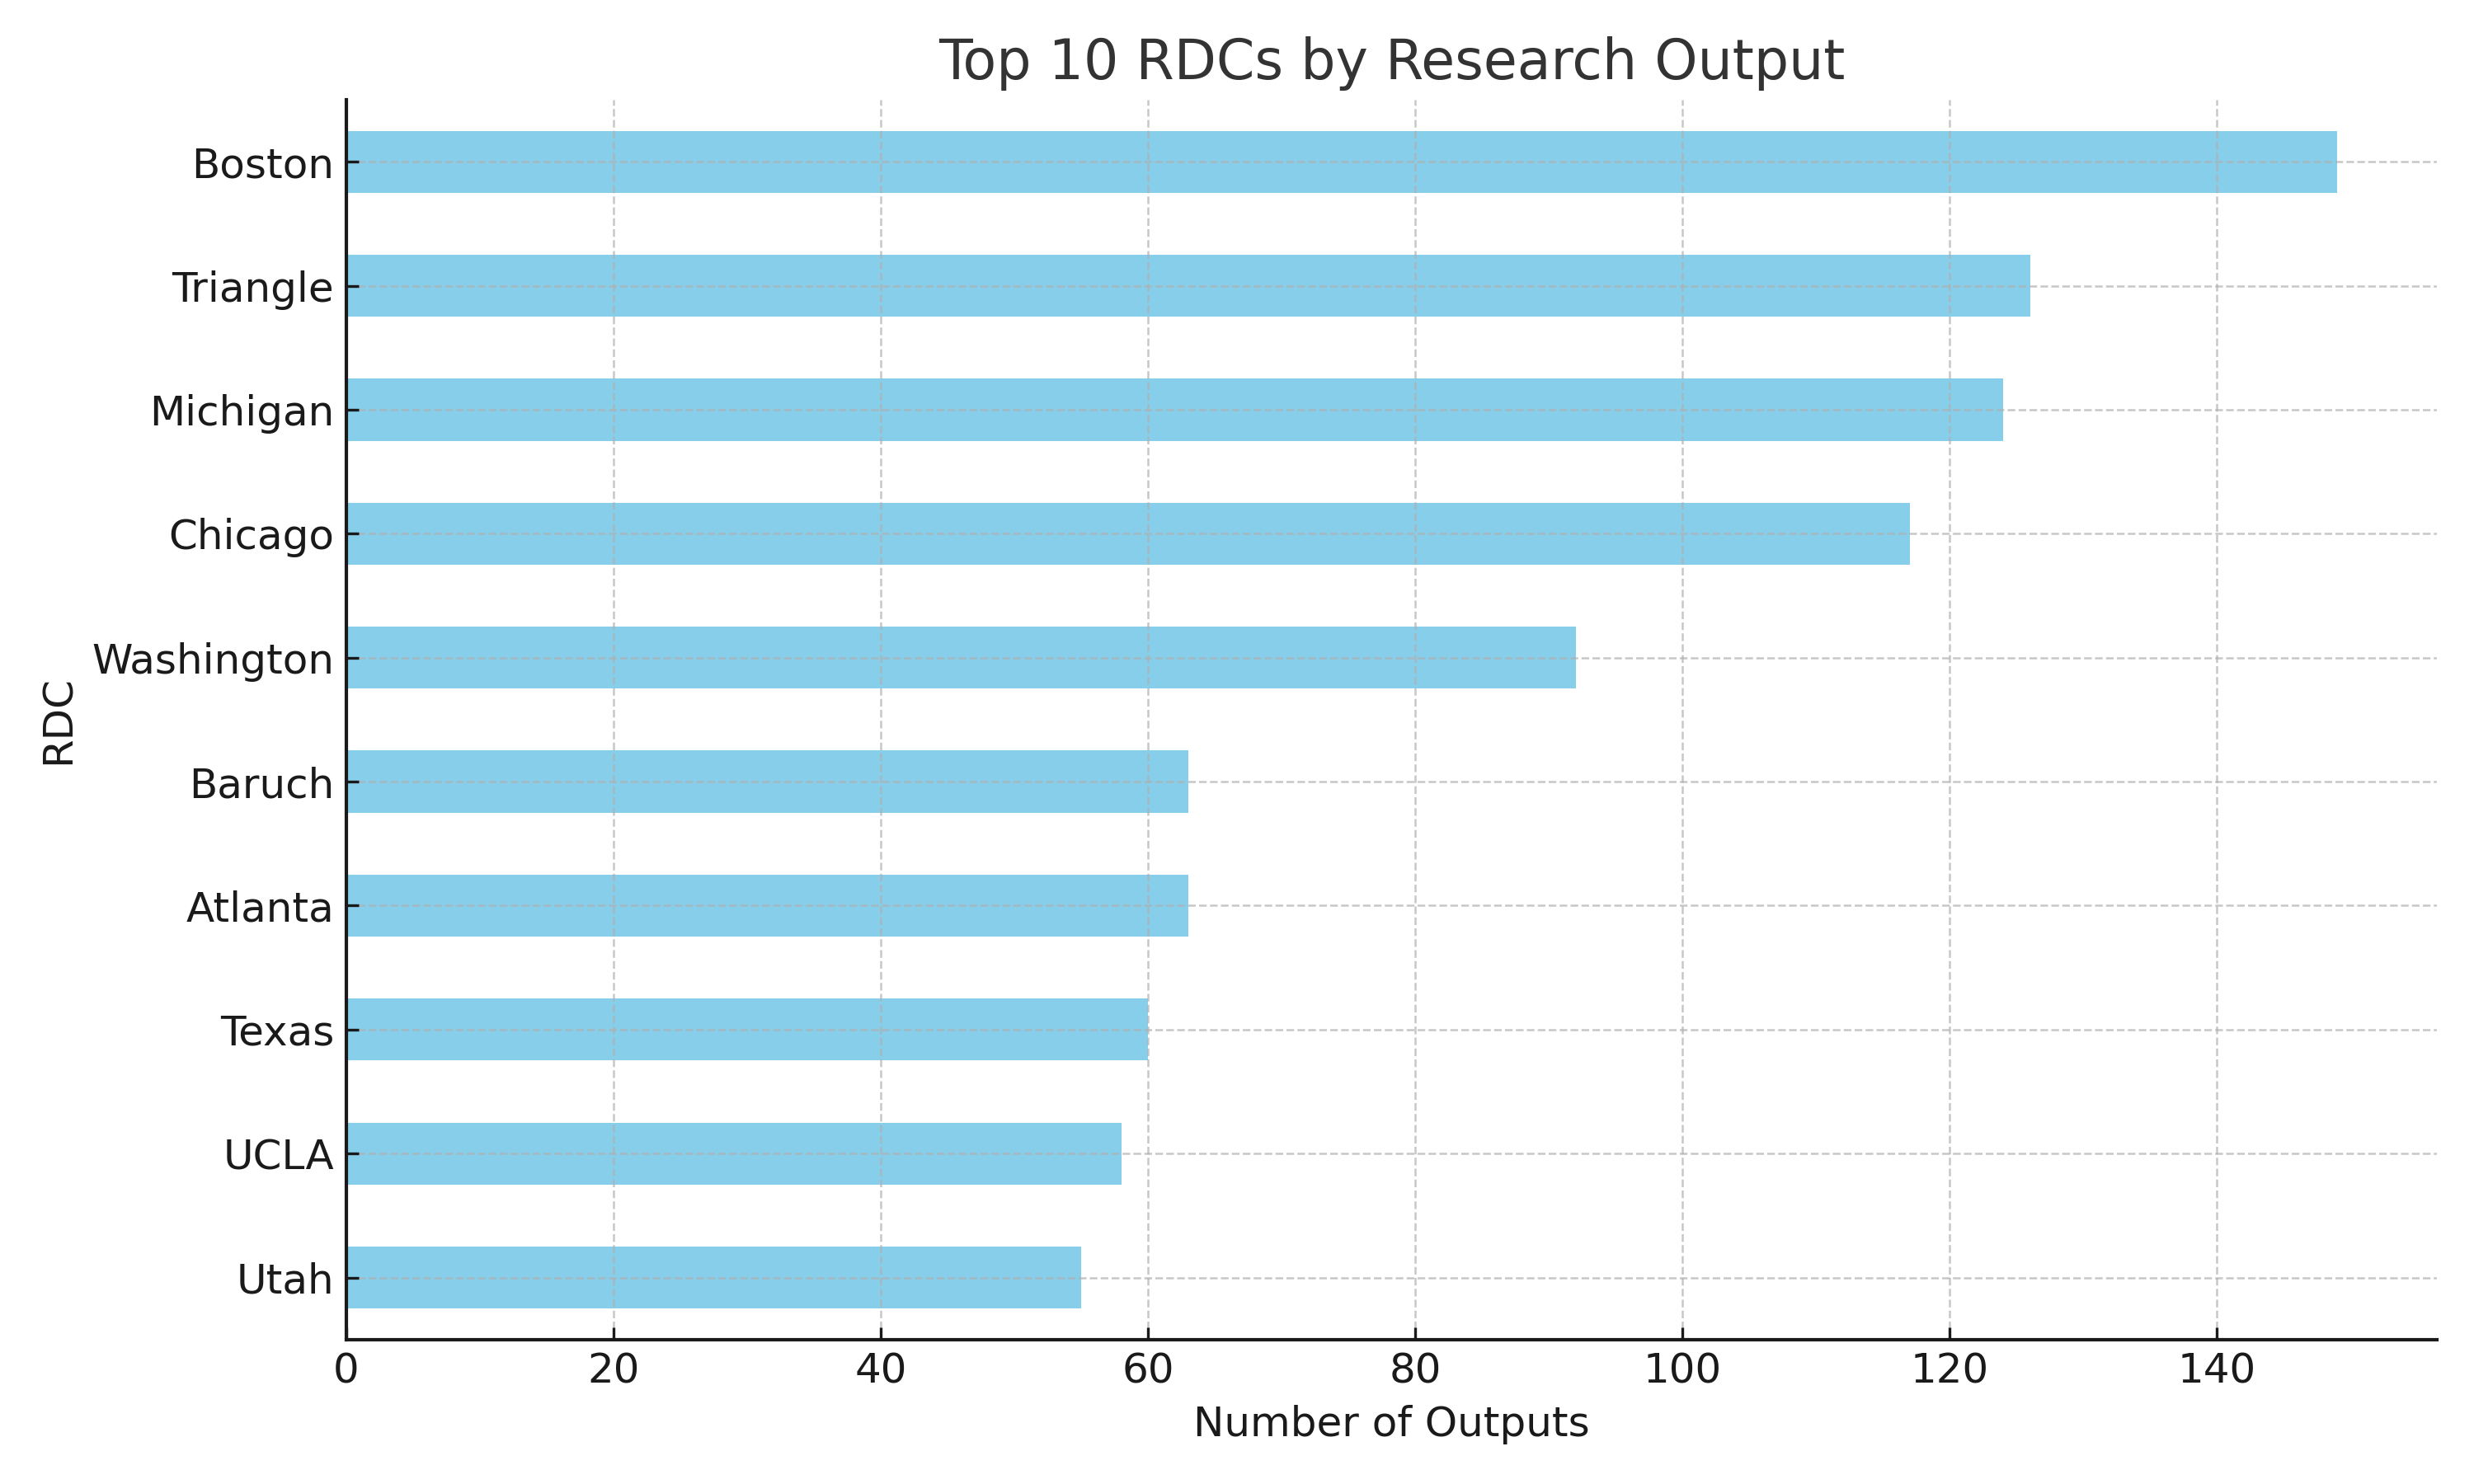 Top 10 RDCs by Research Output
RDC
Boston
Triangle
Michigan
Chicago
Washington
Baruch
Atlanta
Texas
UCLA
Utah
0 20 40 60 80 100 120 140
Number of Outputs